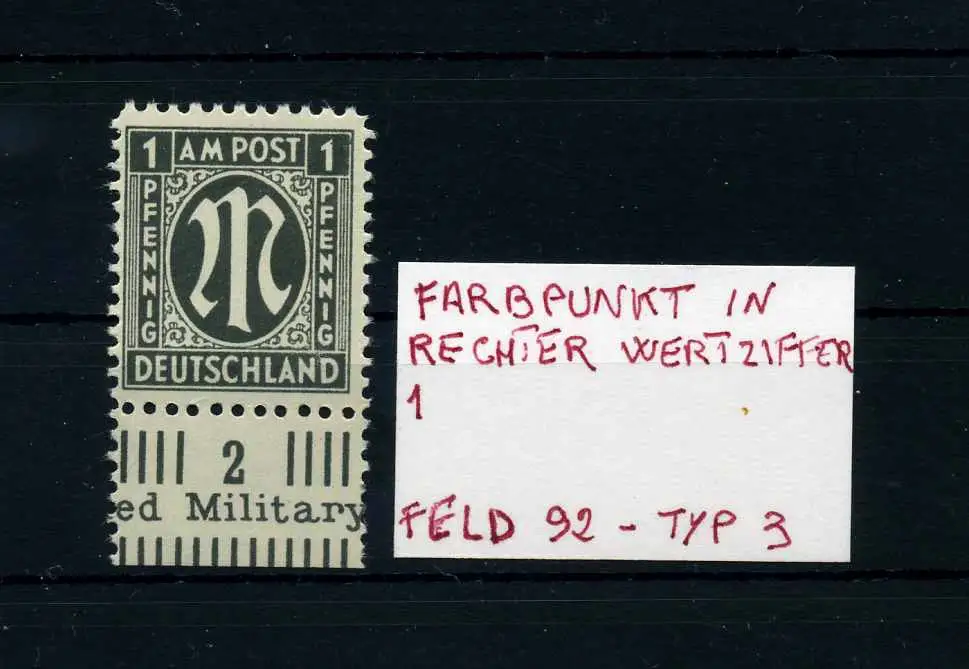 1 AM POST 1
PFENNIG
PFENNIG
DEUTSCHLAND
2
ed Military
FARBPUNKT IN
RECHTER WERTZIFFER
1
FELD 92 - TYP 3